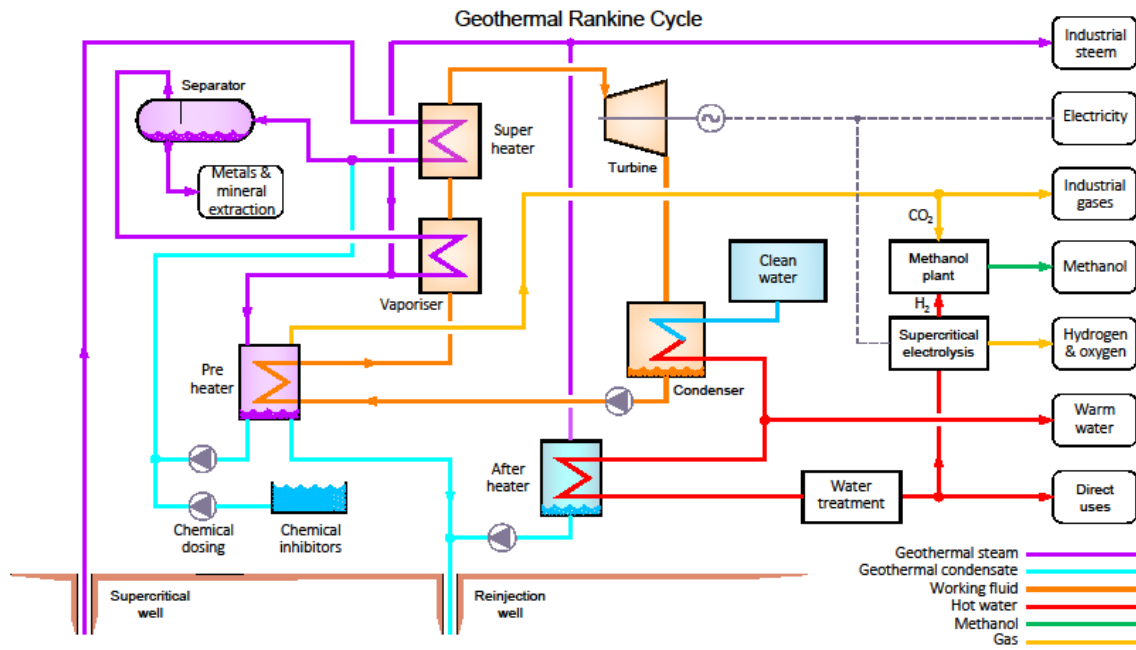 Geothermal Rankine Cycle
Industrial
steem
Separator
Super
heater
Electricity
Turbine
Metals &
mineral
extraction
Industrial
gases
CO₂
Clean
water
Methanol
plant
Methanol
Vaporiser
H₂
Supercritical
electrolysis
Hydrogen
& oxygen
Pre
heater
Condenser
Warm
water
After
heater
Water
treatment
Direct
uses
Chemical
dosing
Chemical
inhibitors
Geothermal steam
Geothermal condensate
Working fluid
Hot water
Methanol
Gas
Supercritical
well
Reinjection
well